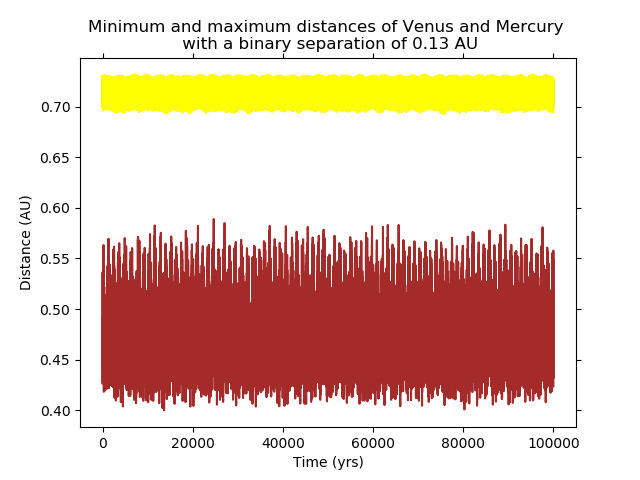 Minimum and maximum distances of Venus and Mercury
with a binary separation of 0.13 AU
0.70
0.65
0.60
0.55
0.50
0.45
0.40
Distance (AU)
0 20000 40000 60000 80000 100000
Time (yrs)